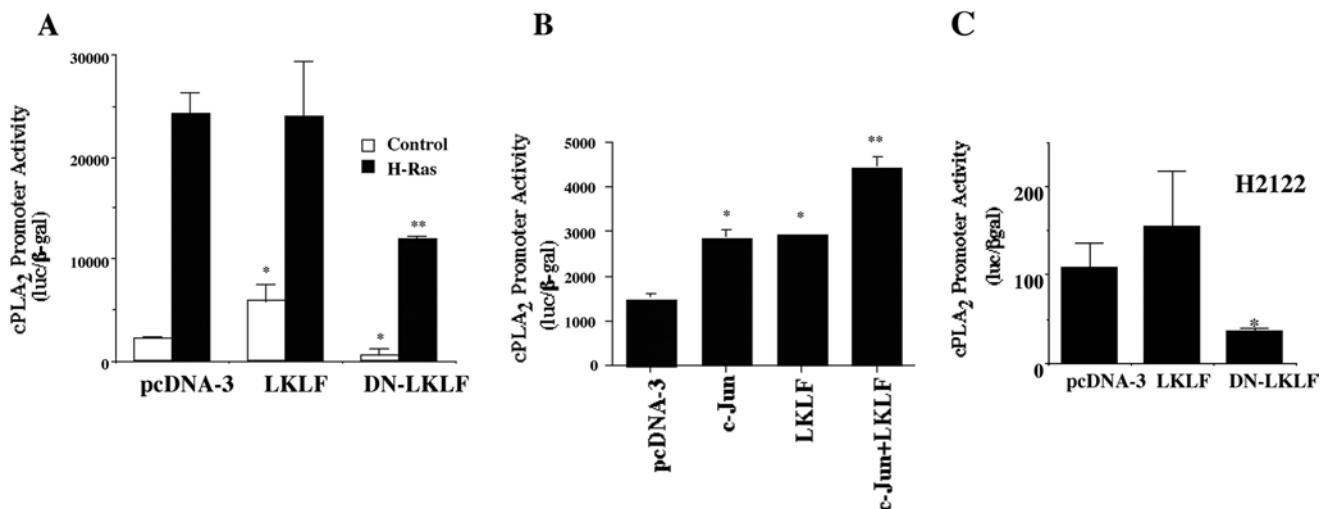 A
cPLA2 Promoter Activity
(luc/β-gal)
30000
20000
10000
0
Control
H-Ras
*
*
**
pcDNA-3
LKLF
DN-LKLF
B
cPLA2 Promoter Activity
(luc/β-gal)
5000
4000
3000
2000
1000
0
*
*
**
pcDNA-3
c-Jun
LKLF
c-Jun+LKLF
C
cPLA2 Promoter Activity
(luc/βgal)
200
100
0
H2122
*
pcDNA-3
LKLF
DN-LKLF